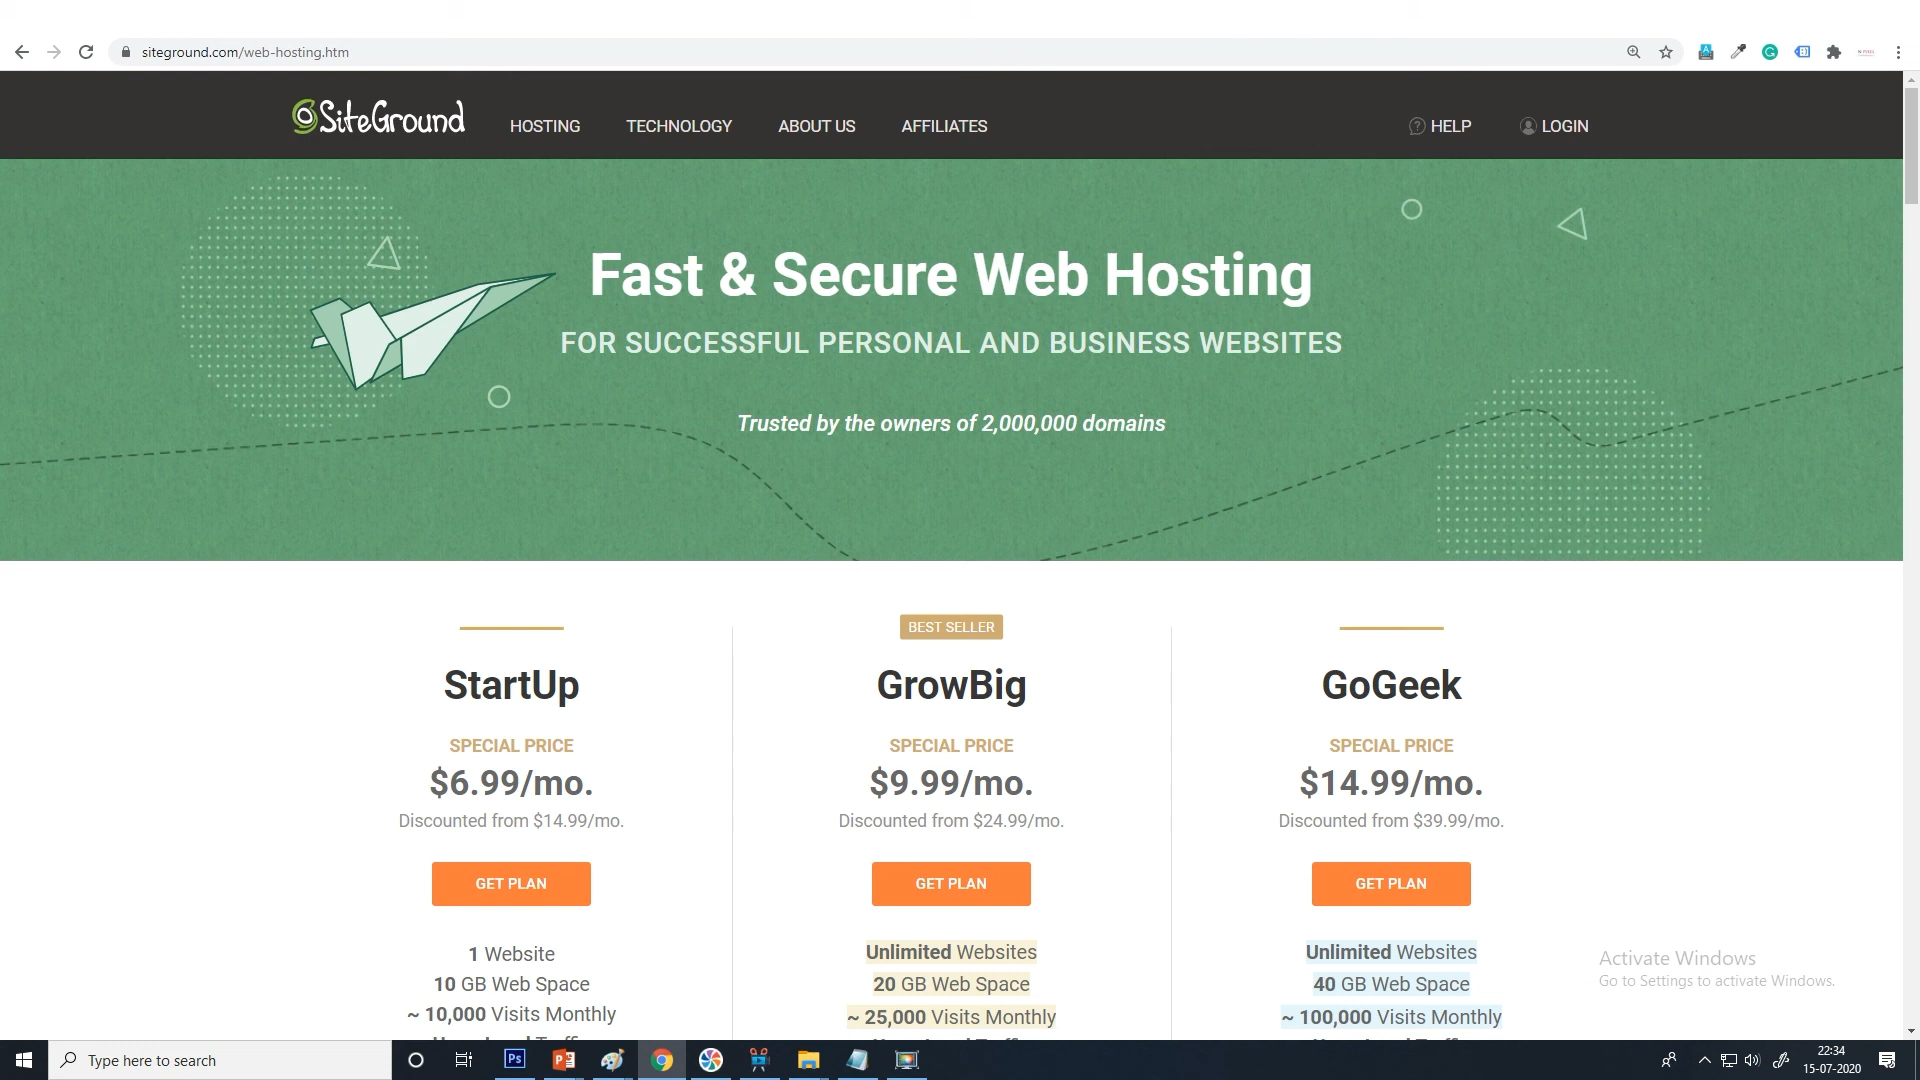 siteground.com/web-hosting.htm
SiteGround HOSTING TECHNOLOGY ABOUT US AFFILIATES HELP LOGIN
Fast & Secure Web Hosting
FOR SUCCESSFUL PERSONAL AND BUSINESS WEBSITES
Trusted by the owners of 2,000,000 domains
StartUp
SPECIAL PRICE
$6.99/mo.
Discounted from $14.99/mo.
GET PLAN
1 Website
10 GB Web Space
~ 10,000 Visits Monthly
BEST SELLER
GrowBig
SPECIAL PRICE
$9.99/mo.
Discounted from $24.99/mo.
GET PLAN
Unlimited Websites
20 GB Web Space
~ 25,000 Visits Monthly
GoGeek
SPECIAL PRICE
$14.99/mo.
Discounted from $39.99/mo.
GET PLAN
Unlimited Websites
40 GB Web Space
~ 100,000 Visits Monthly
Activate Windows
Go to Settings to activate Windows.
Type here to search
Ps
22:34
15-07-2020